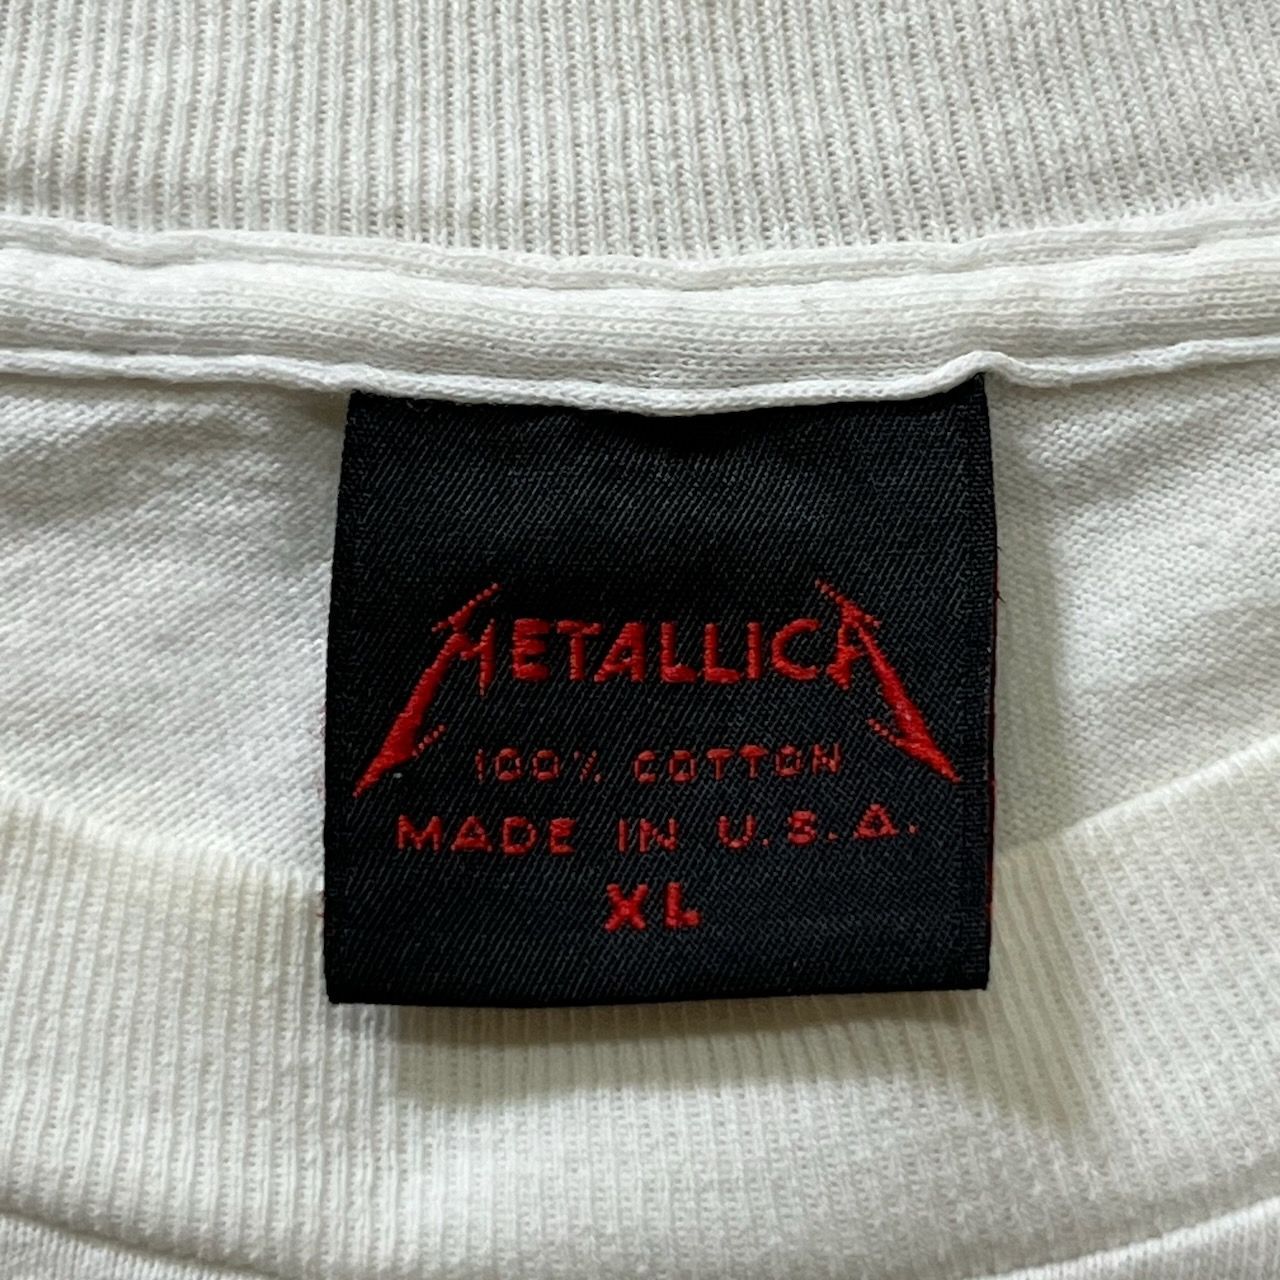 METALLICA
100% COTTON
MADE IN U.S.A.
XL